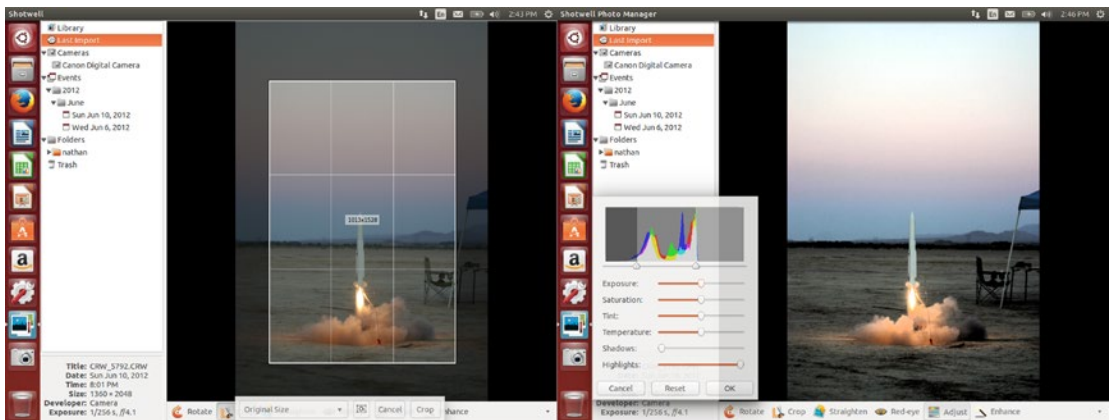 Shotwell
En
2:43 PM
Library
Last Import
Cameras
Canon Digital Camera
Events
2012
June
Sun Jun 10, 2012
Wed Jun 6, 2012
Folders
nathan
Trash
1013x1520
Title: CRW_5792.CRW
Date: Sun Jun 10, 2012
Time: 8:01 PM
Size: 1360 × 2048
Developer: Camera
Exposure: 1/256 s, f/4.1
Rotate
Original Size
Cancel
Crop
hance
Shotwell Photo Manager
En
2:46 PM
Library
Last Import
Cameras
Canon Digital Camera
Events
2012
June
Sun Jun 10, 2012
Wed Jun 6, 2012
Folders
nathan
Trash
Exposure:
Saturation:
Tint:
Temperature:
Shadows:
Highlights:
Cancel
Reset
OK
Developer: Camera
Exposure: 1/256 s, f/4.1
Rotate
Crop
Straighten
Red-eye
Adjust
Enhance